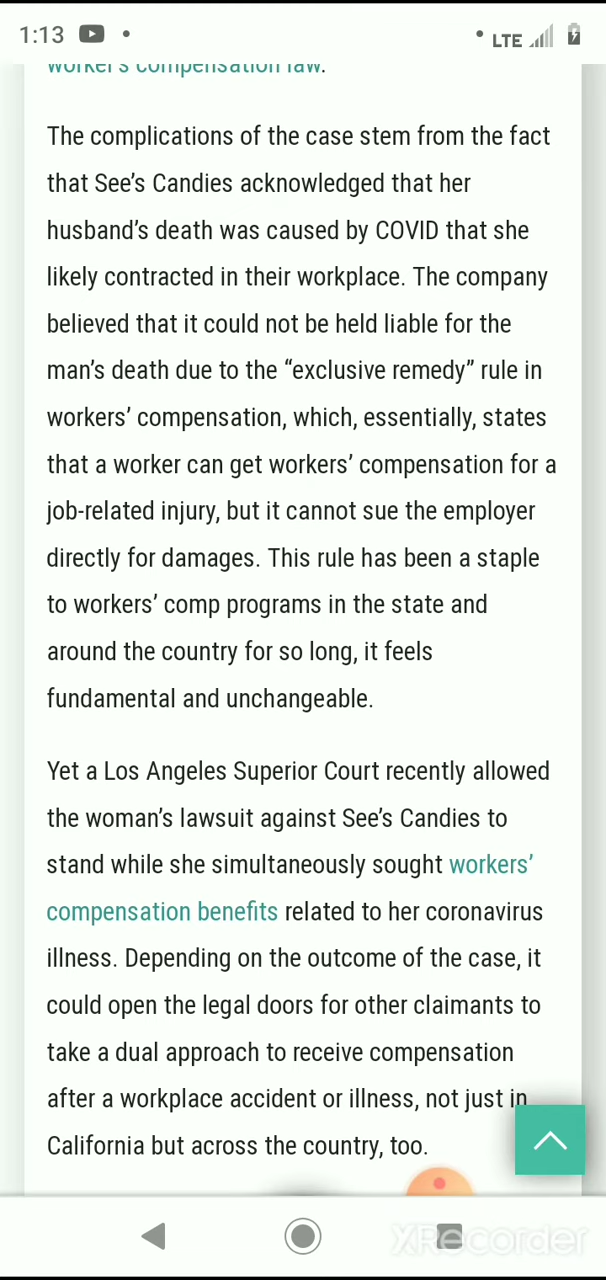 1:13
LTE
worker's compensation law.
The complications of the case stem from the fact
that See's Candies acknowledged that her
husband's death was caused by COVID that she
likely contracted in their workplace. The company
believed that it could not be held liable for the
man's death due to the “exclusive remedy” rule in
workers' compensation, which, essentially, states
that a worker can get workers' compensation for a
job-related injury, but it cannot sue the employer
directly for damages. This rule has been a staple
to workers' comp programs in the state and
around the country for so long, it feels
fundamental and unchangeable.
Yet a Los Angeles Superior Court recently allowed
the woman's lawsuit against See's Candies to
stand while she simultaneously sought workers'
compensation benefits related to her coronavirus
illness. Depending on the outcome of the case, it
could open the legal doors for other claimants to
take a dual approach to receive compensation
after a workplace accident or illness, not just in
California but across the country, too.
XRecorder